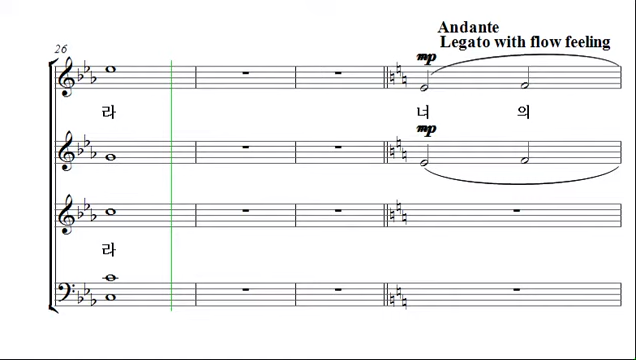 Andante
Legato with flow feeling
26
mp
라
너 의
mp
라